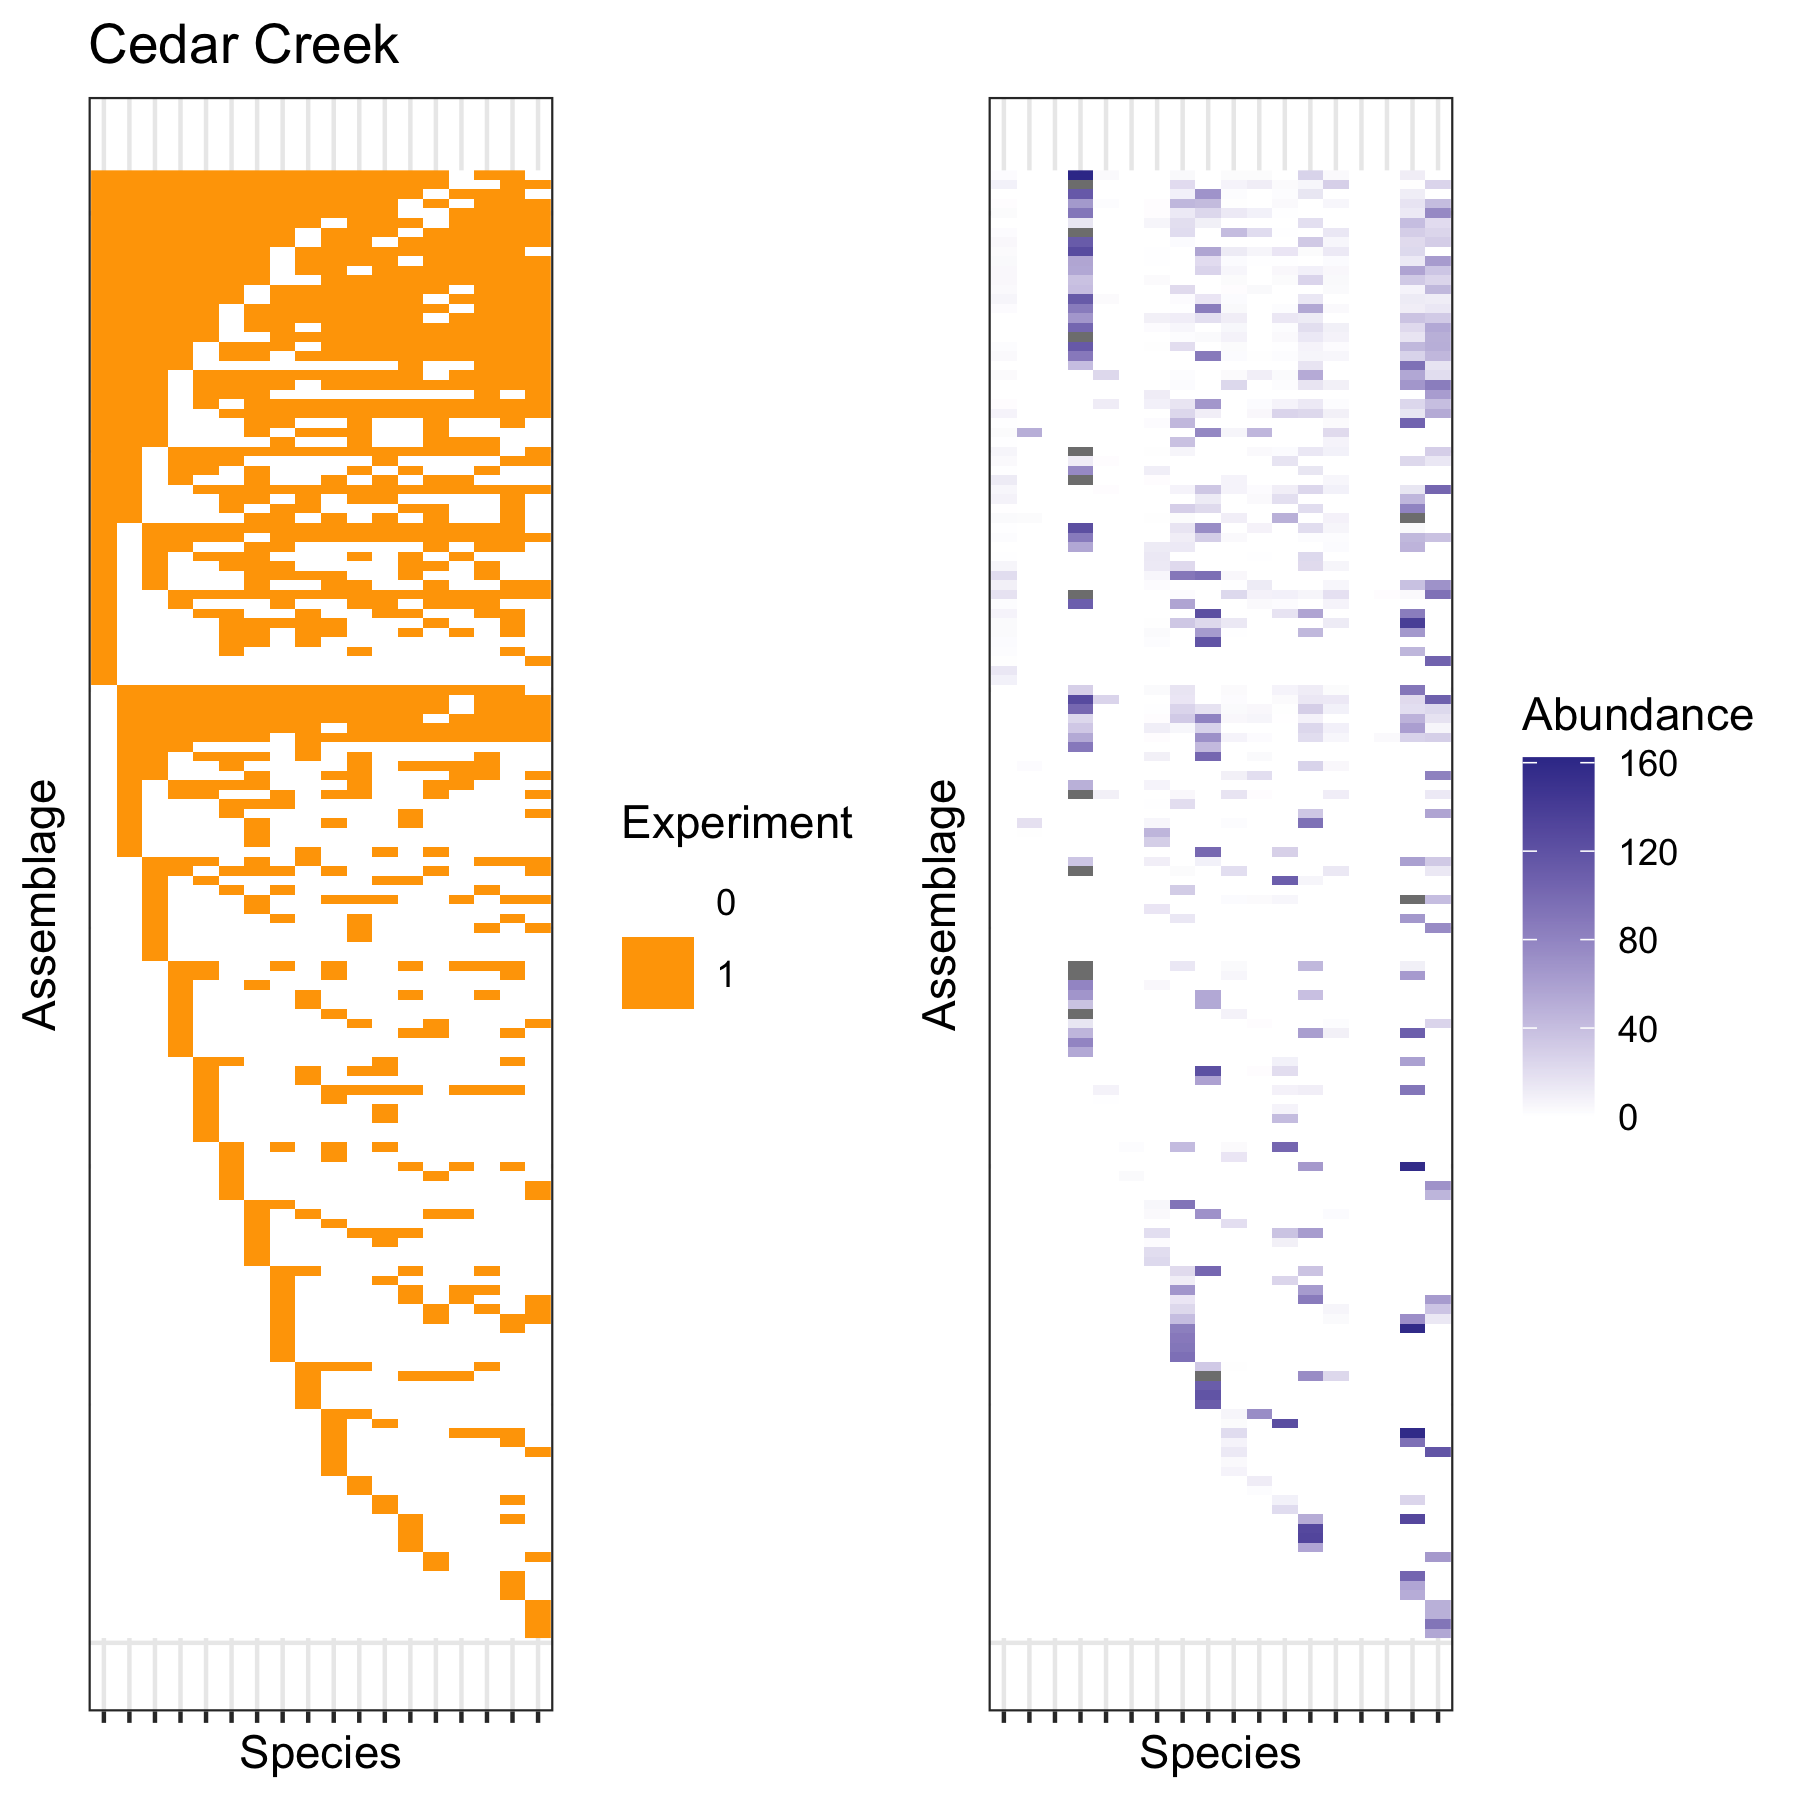 Cedar Creek
Assemblage
Species
Experiment
0
1
Assemblage
Species
Abundance
160
120
80
40
0